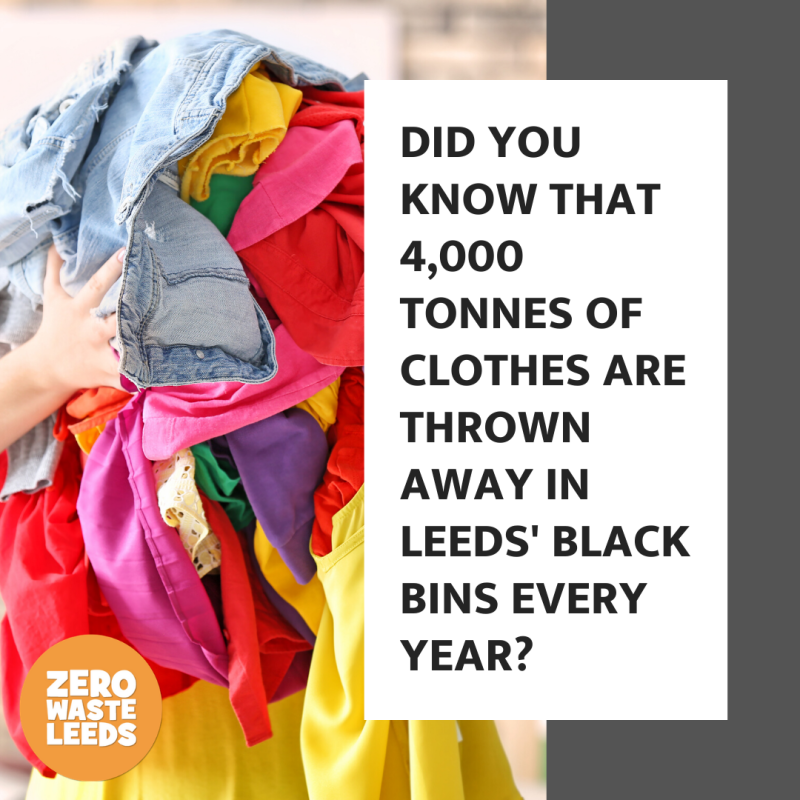 DID YOU
KNOW THAT
4,000
TONNES OF
CLOTHES ARE
THROWN
AWAY IN
LEEDS' BLACK
BINS EVERY
YEAR?
ZERO
WASTE
LEEDS